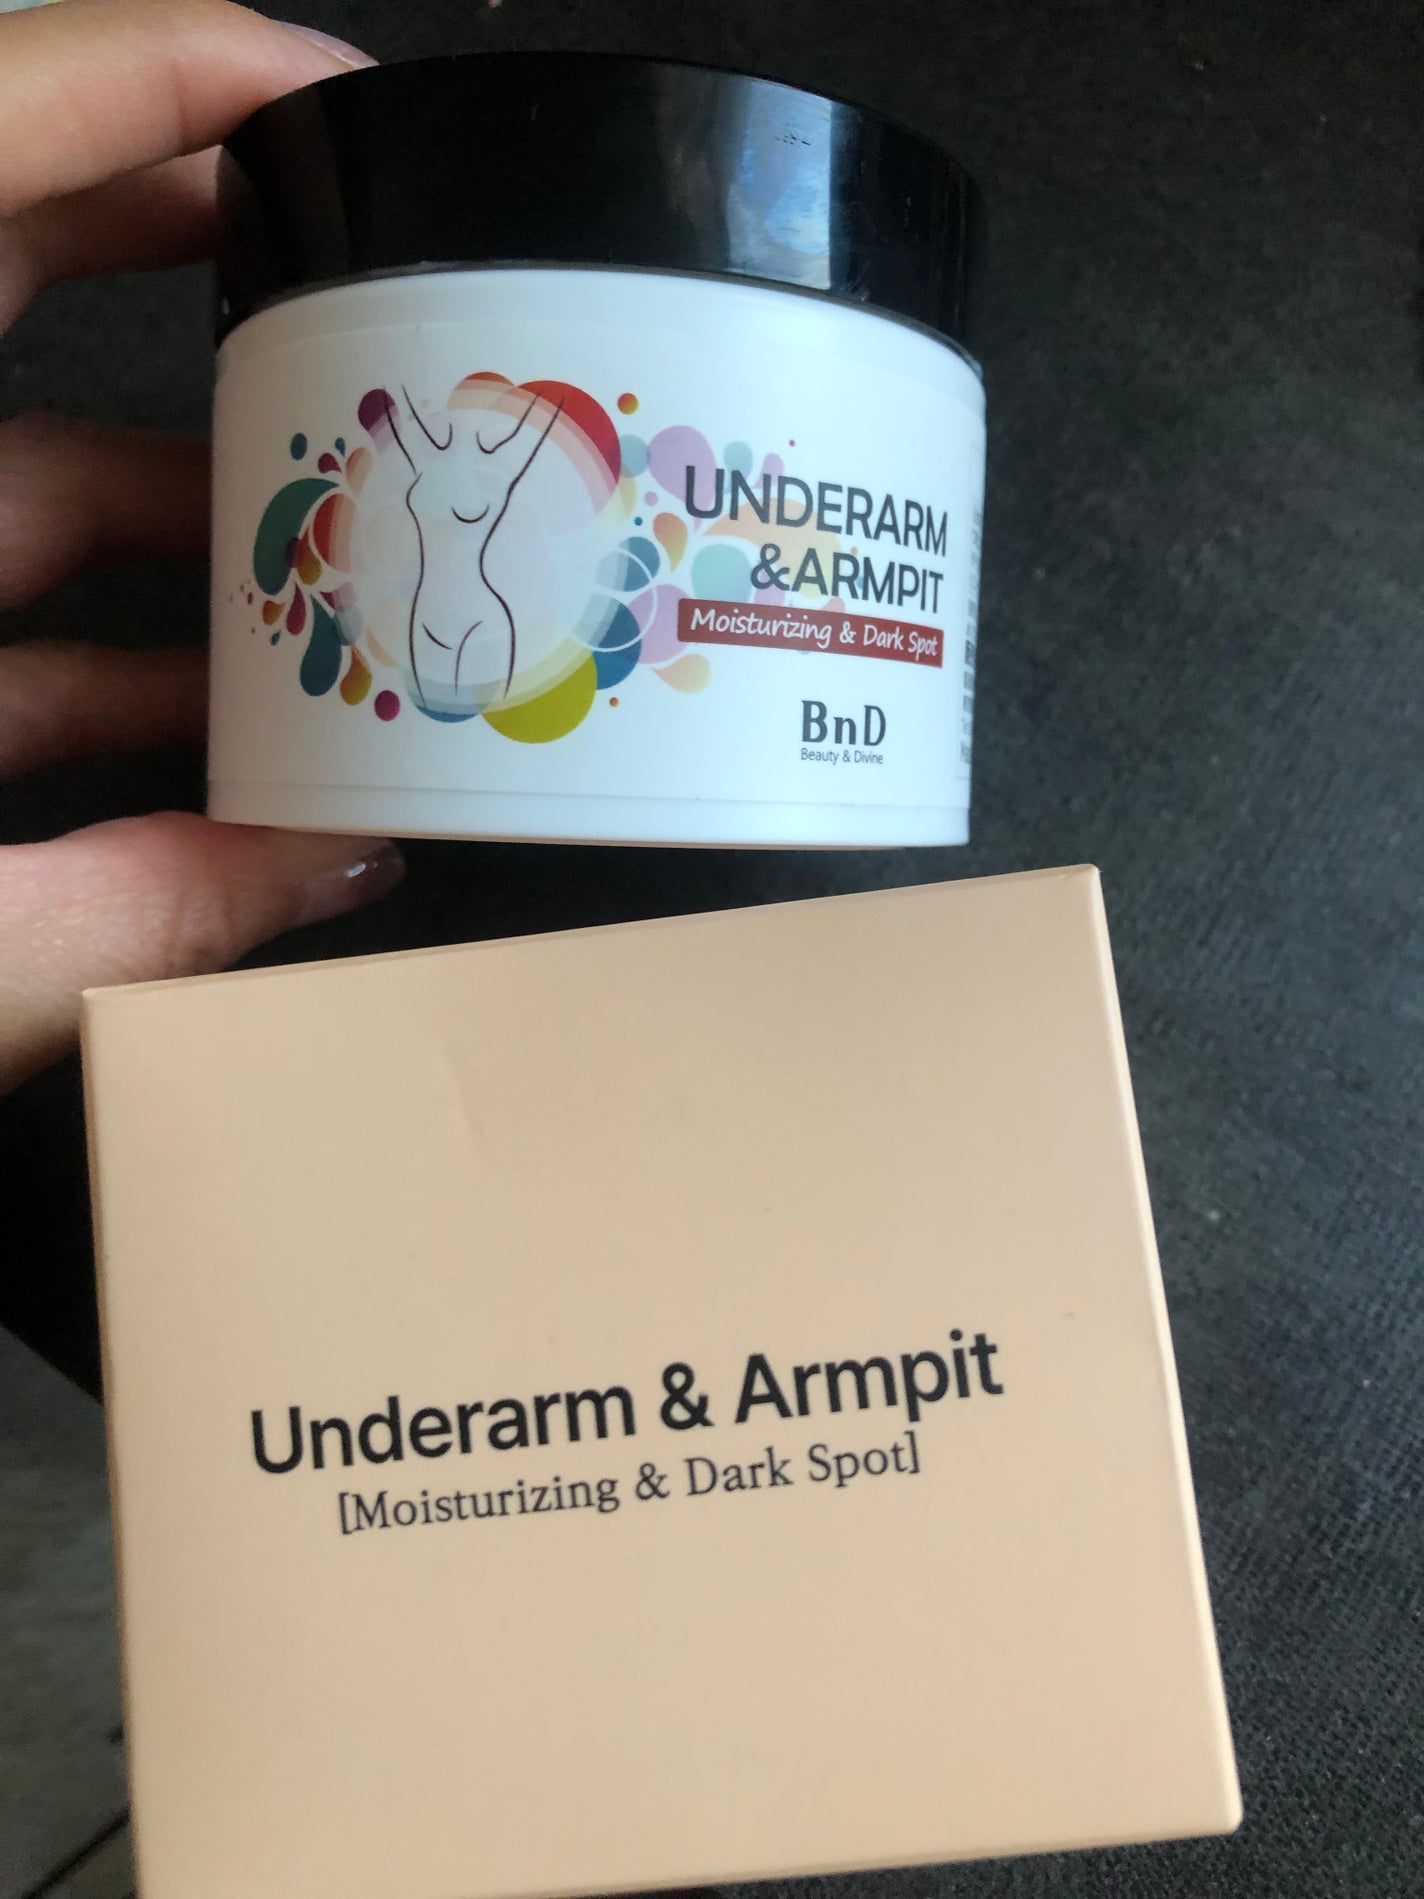 UNDERARM
&ARMPIT
Moisturizing & Dark Spot
BnD
Beauty & Divine
Underarm & Armpit
[Moisturizing & Dark Spot]